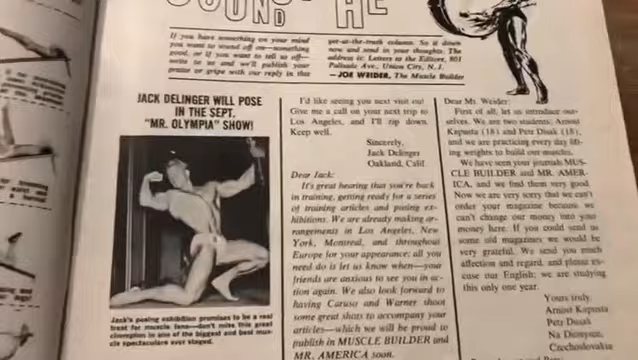 SOUND
THE
If you have something on your mind
you want to sound off on—something
good, or if you want to tell us off—
write to us and we'll publish your
praise or gripe with our reply in this
get-at-the-truth column. So it down
now and send in your thoughts. The
address is: Letters to the Editors, 801
Palisade Ave., Union City, N. J.
— JOE WEIDER, The Muscle Builder
JACK DELINGER WILL POSE
IN THE SEPT.
"MR. OLYMPIA" SHOW!
Jack's posing exhibition promises to be a real
treat for muscle fans—don't miss this great
champion in one of the biggest and best mus-
cle spectaculars ever staged.
I'd like seeing you next visit out!
Give me a call on your next trip to
Los Angeles, and I'll zip down.
Keep well.
Sincerely,
Jack Delinger
Oakland, Calif.
Dear Jack:
It's great hearing that you're back
in training, getting ready for a series
of training articles and posing ex-
hibitions. We are already making ar-
rangements in Los Angeles, New
York, Montreal, and throughout
Europe for your appearance; all you
need do is let us know when—your
friends are anxious to see you in ac-
tion again. We also look forward to
having Caruso and Warner shoot
some great shots to accompany your
articles—which we will be proud to
publish in MUSCLE BUILDER and
MR. AMERICA soon.
Dear Mr. Weider:
First of all, let us introduce our-
selves. We are two students, Arnost
Kapusta (18) and Petr Dusak (18),
and we are practicing every day lift-
ing weights to build our muscles.
We have seen your journals MUS-
CLE BUILDER and MR. AMER-
ICA, and we find them very good.
Now we are very sorry that we can't
order your magazine because we
can't change our money into your
money here. If you could send us
some old magazines we would be
very grateful. We send you much
affection and regard, and please ex-
cuse our English; we are studying
this only one year.
Yours truly,
Arnost Kapusta
Petr Dusak
Na Dionysce,
Czechoslovakia